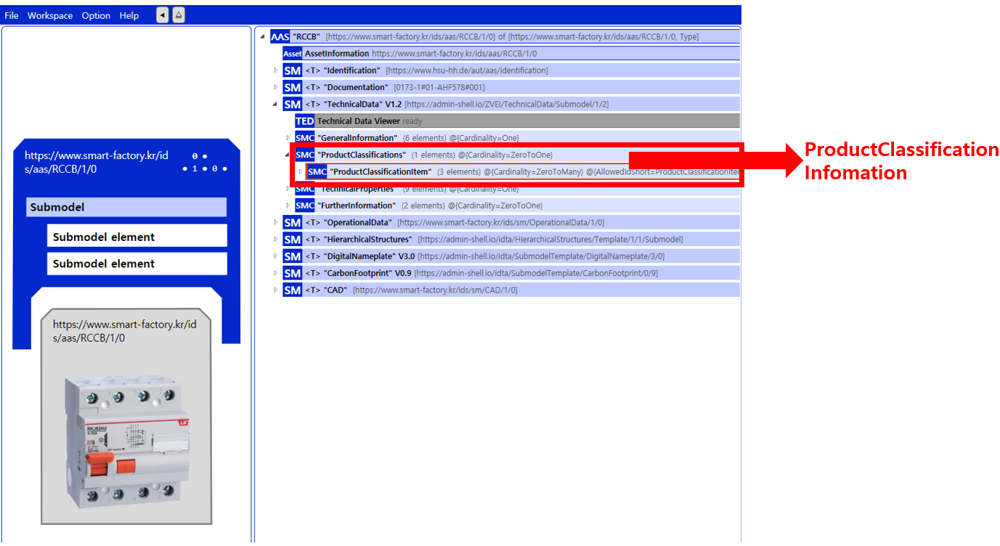 File Workspace Option Help
https://www.smart-factory.kr/id
s/aas/RCCB/1/0
0
1 0
Submodel
Submodel element
Submodel element
https://www.smart-factory.kr/id
s/aas/RCCB/1/0
LS
RKJ63Hd
AAS "RCCB" [https://www.smart-factory.kr/ids/aas/RCCB/1/0] of [https://www.smart-factory.kr/ids/aas/RCCB/1/0, Type]
Asset AssetInformation https://www.smart-factory.kr/ids/aas/RCCB/1/0
SM <T> "Identification" [https://www.hsu-hh.de/aut/aas/identification]
SM <T> "Documentation" [0173-1#01-AHF578#001]
SM <T> "TechnicalData" V1.2 [https://admin-shell.io/ZVEI/TechnicalData/Submodel/1/2]
TED Technical Data Viewer ready
SMC "GeneralInformation" (6 elements) @{Cardinality=One}
SMC "ProductClassifications" (1 elements) @{Cardinality=ZeroToOne}
SMC "ProductClassificationItem" (3 elements) @{Cardinality=ZeroToMany} @{AllowedIdShort=ProductClassificationIte
SMC "TechnicalProperties" (9 elements) @{Cardinality=One}
SMC "FurtherInformation" (2 elements) @{Cardinality=ZeroToOne}
SM <T> "OperationalData" [https://www.smart-factory.kr/ids/sm/OperationalData/1/0]
SM <T> "HierarchicalStructures" [https://admin-shell.io/idta/HierarchicalStructures/Template/1/1/Submodel]
SM <T> "DigitalNameplate" V3.0 [https://admin-shell.io/idta/SubmodelTemplate/DigitalNameplate/3/0]
SM <T> "CarbonFootprint" V0.9 [https://admin-shell.io/idta/SubmodelTemplate/CarbonFootprint/0/9]
SM <T> "CAD" [https://www.smart-factory.kr/ids/sm/CAD/1/0]
ProductClassification
Infomation